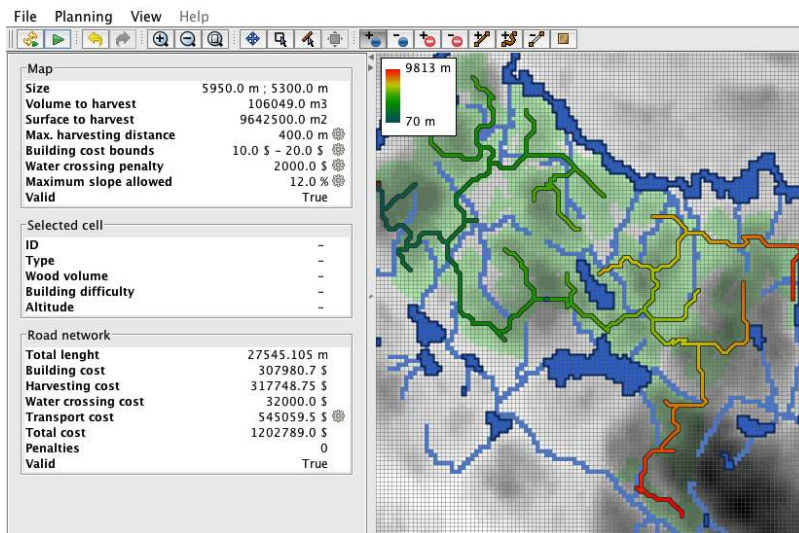 File Planning View Help
Map
Size 5950.0 m ; 5300.0 m
Volume to harvest 106049.0 m3
Surface to harvest 9642500.0 m2
Max. harvesting distance 400.0 m
Building cost bounds 10.0 $ - 20.0 $
Water crossing penalty 2000.0 $
Maximum slope allowed 12.0 %
Valid True
Selected cell
ID -
Type -
Wood volume -
Building difficulty -
Altitude -
Road network
Total lenght 27545.105 m
Building cost 307980.7 $
Harvesting cost 317748.75 $
Water crossing cost 32000.0 $
Transport cost 545059.5 $
Total cost 1202789.0 $
Penalties 0
Valid True
9813 m
70 m